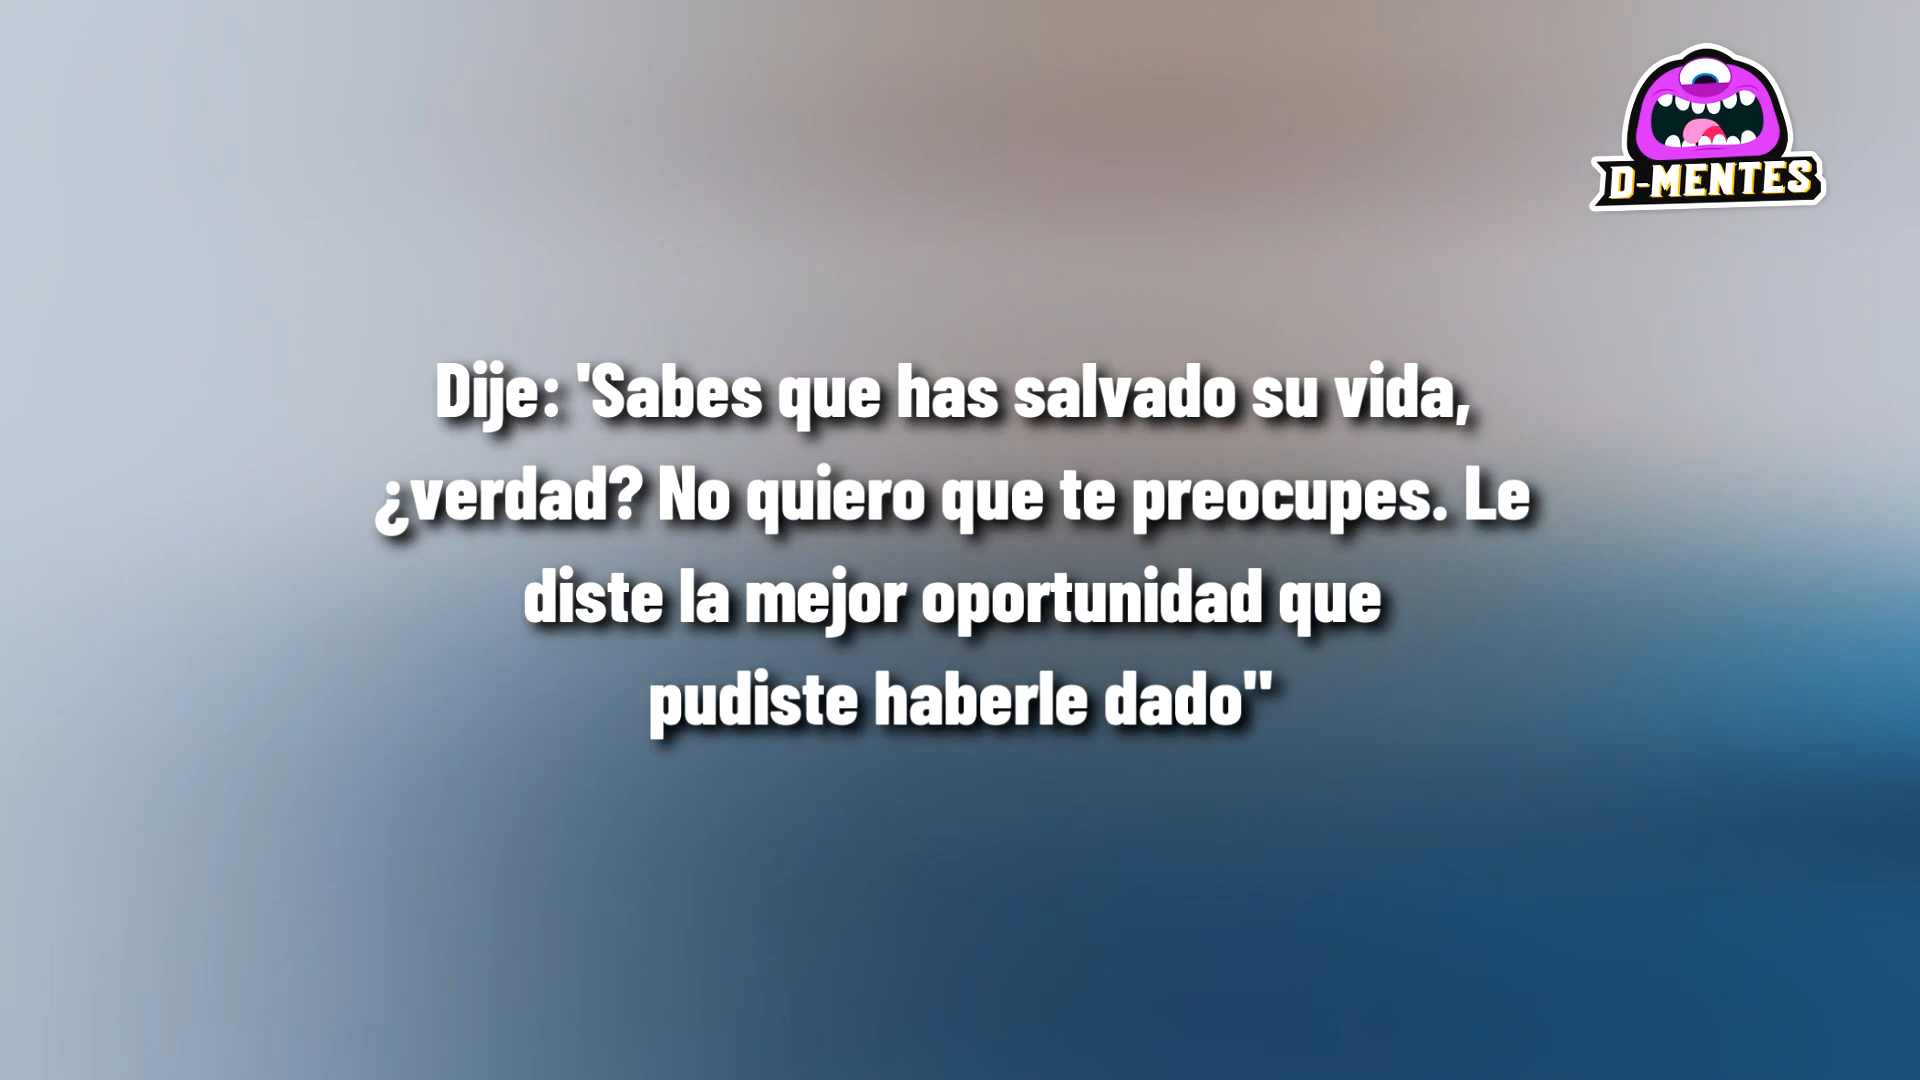 D-MENTES
Dije: 'Sabes que has salvado su vida,
¿verdad? No quiero que te preocupes. Le
diste la mejor oportunidad que
pudiste haberle dado"